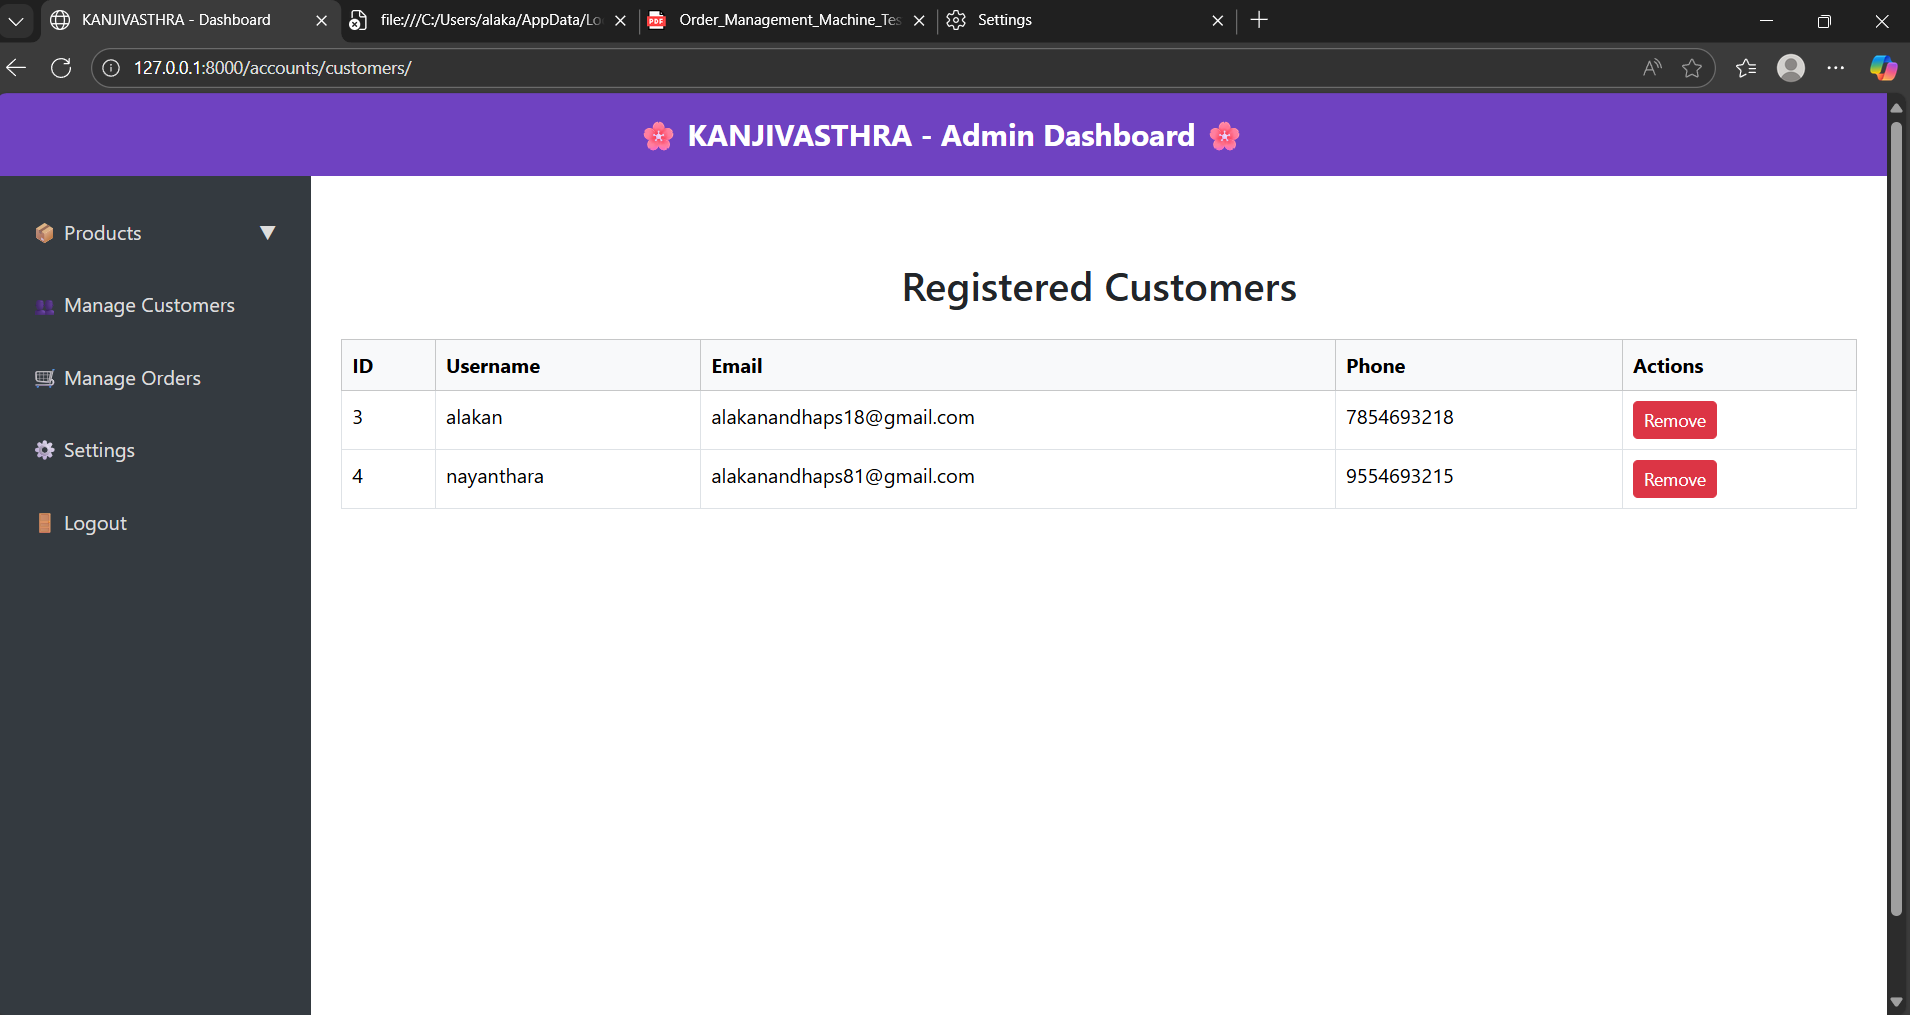 KANJIVASTHRA - Dashboard
file:///C:/Users/alaka/AppData/Lo
Order_Management_Machine_Tes
Settings
127.0.0.1:8000/accounts/customers/
🌸 KANJIVASTHRA - Admin Dashboard 🌸
📦 Products ▼
👥 Manage Customers
🛒 Manage Orders
⚙️ Settings
🚪 Logout
Registered Customers
ID Username Email Phone Actions
3 alakan alakanandhaps18@gmail.com 7854693218 Remove
4 nayanthara alakanandhaps81@gmail.com 9554693215 Remove